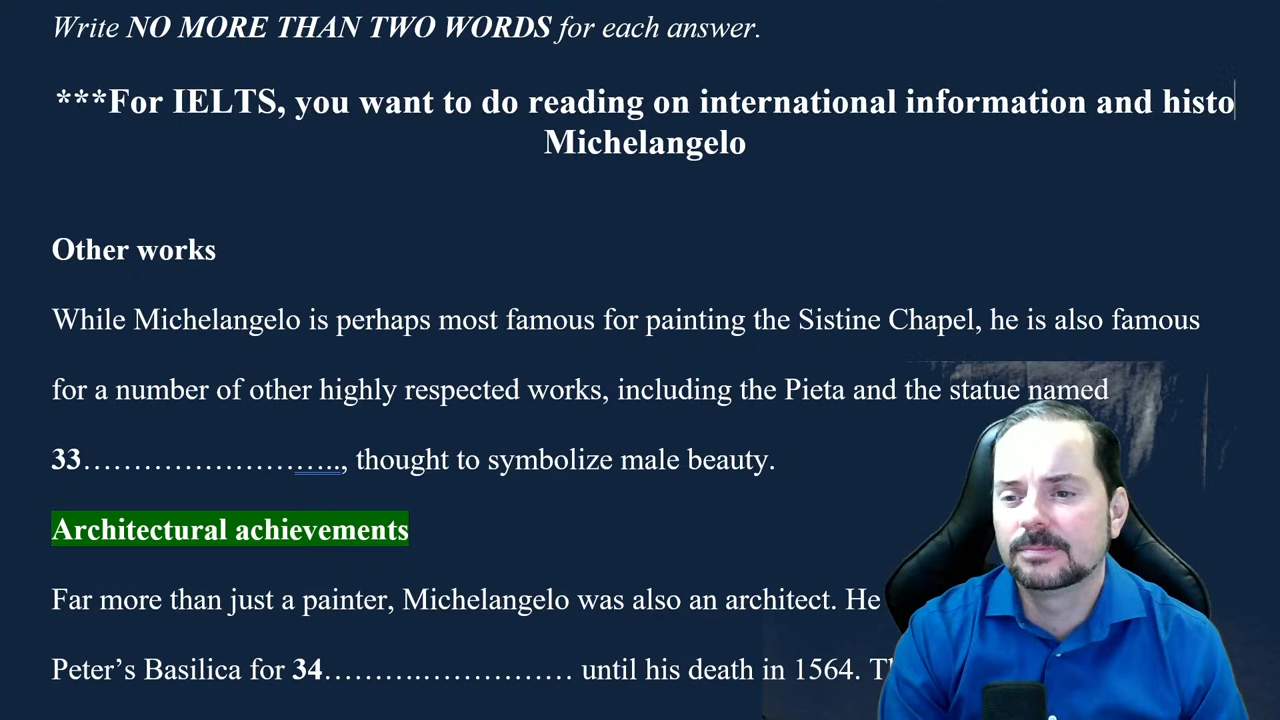 Write NO MORE THAN TWO WORDS for each answer.
***For IELTS, you want to do reading on international information and histo
Michelangelo
Other works
While Michelangelo is perhaps most famous for painting the Sistine Chapel, he is also famous
for a number of other highly respected works, including the Pieta and the statue named
33…………………….….., thought to symbolize male beauty.
Architectural achievements
Far more than just a painter, Michelangelo was also an architect. He
Peter’s Basilica for 34……….…………… until his death in 1564.